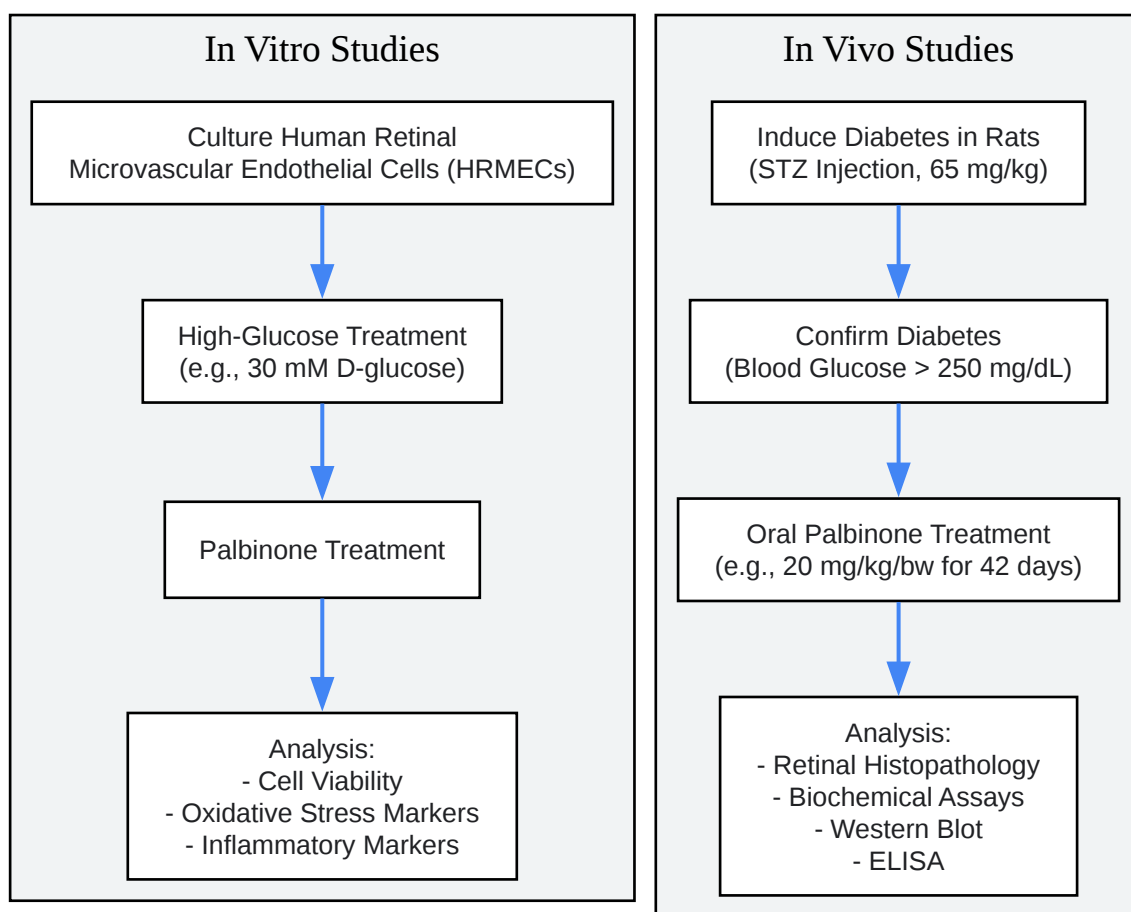 In Vitro Studies
Culture Human Retinal
Microvascular Endothelial Cells (HRMECs)
High-Glucose Treatment
(e.g., 30 mM D-glucose)
Palbinone Treatment
Analysis:
- Cell Viability
- Oxidative Stress Markers
- Inflammatory Markers
In Vivo Studies
Induce Diabetes in Rats
(STZ Injection, 65 mg/kg)
Confirm Diabetes
(Blood Glucose > 250 mg/dL)
Oral Palbinone Treatment
(e.g., 20 mg/kg/bw for 42 days)
Analysis:
- Retinal Histopathology
- Biochemical Assays
- Western Blot
- ELISA